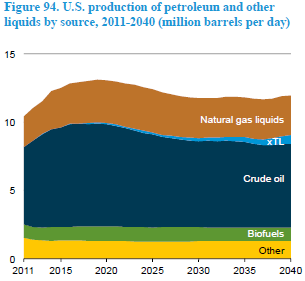 Figure 94. U.S. production of petroleum and other
liquids by source, 2011-2040 (million barrels per day)
15
10
5
0
Natural gas liquids
xTL
Crude oil
Biofuels
Other
2011 2015 2020 2025 2030 2035 2040